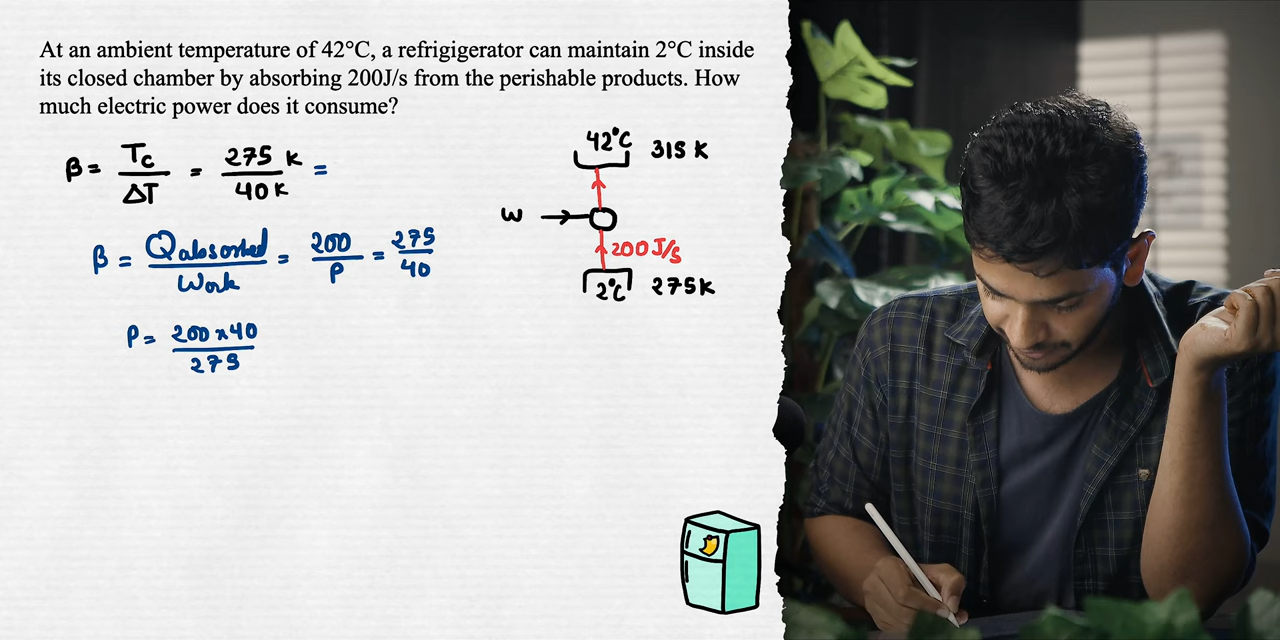 At an ambient temperature of 42°C, a refrigigerator can maintain 2°C inside
its closed chamber by absorbing 200J/s from the perishable products. How
much electric power does it consume?
β = Tc / ΔT = 275 K / 40 K =
β = Q absorbed / Work = 200 / P = 275 / 40
P = 200 × 40 / 275
42°C 315 K
W
200 J/s
2°C 275 K